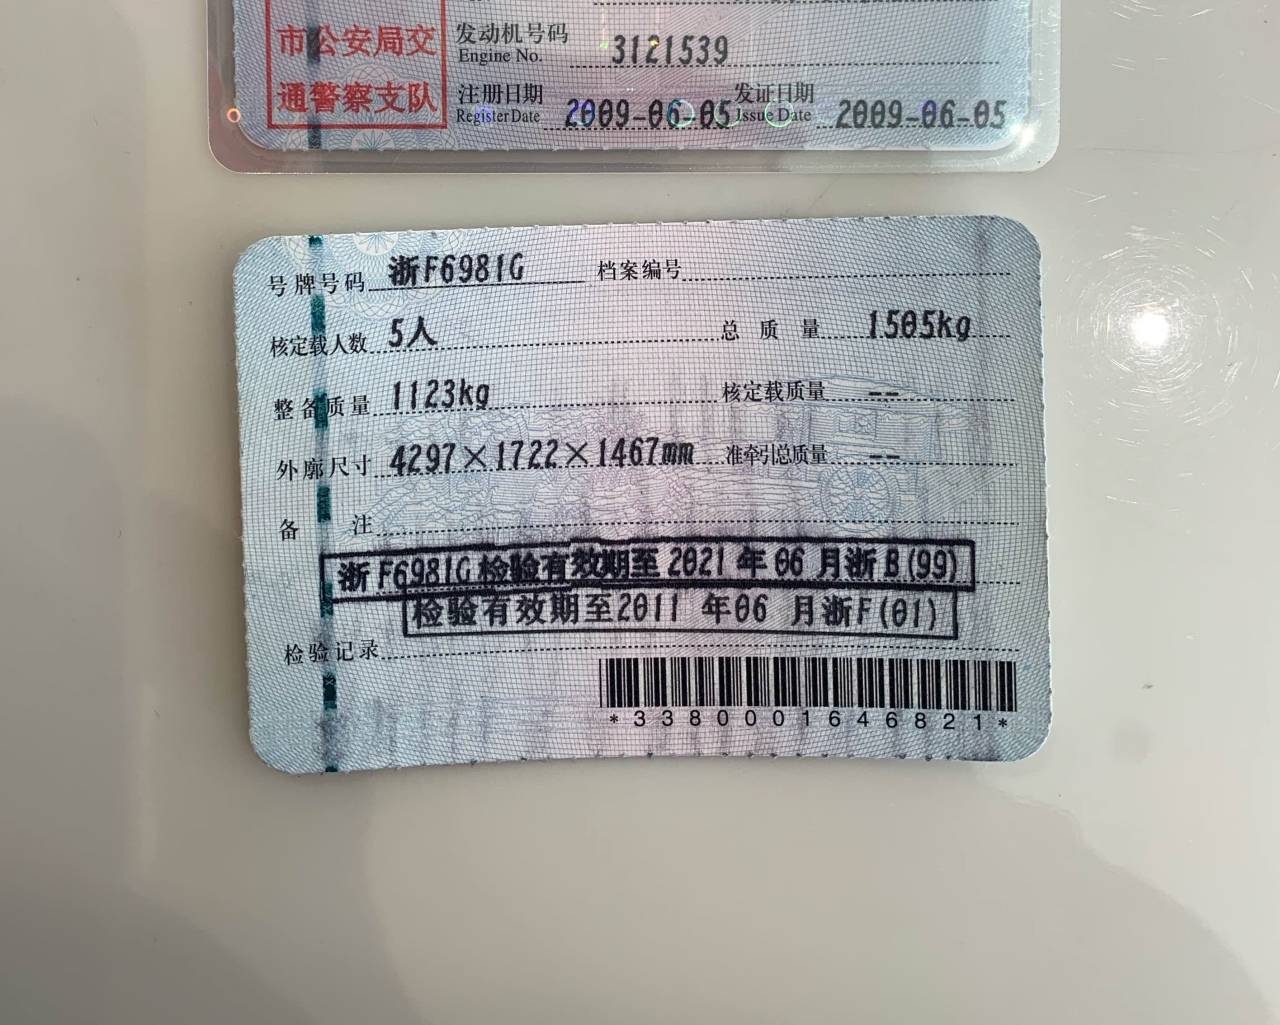 市公安局交
通警察支队
发动机号码 3121539
Engine No.
注册日期 2009-06-05 发证日期 2009-06-05
Register Date Issue Date
号牌号码 浙F6981G 档案编号
核定载人数 5人 总质量 1505kg
整备质量 1123kg 核定载质量 --
外廓尺寸 4297×1722×1467mm 准牵引总质量 --
备注
浙F6981G检验有效期至2021年06月浙B(99)
检验有效期至2011年06月浙F(01)
检验记录
*3380001646821*